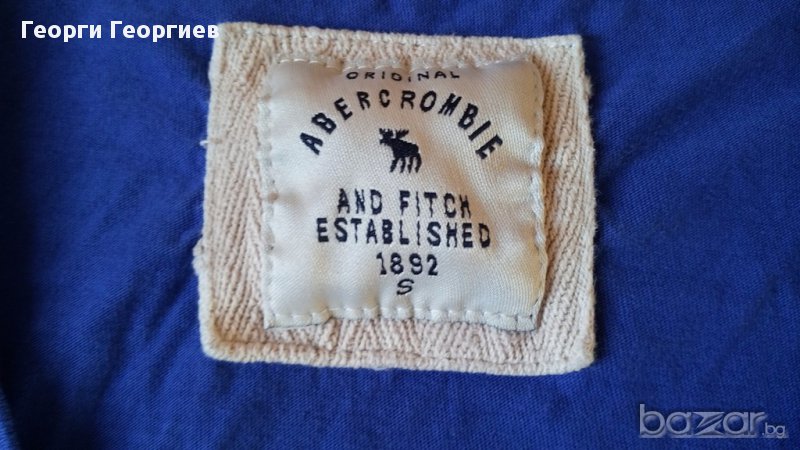 Георги Георгиев
ORIGINAL
ABERCROMBIE
AND FITCH
ESTABLISHED
1892
S
bazar.bg